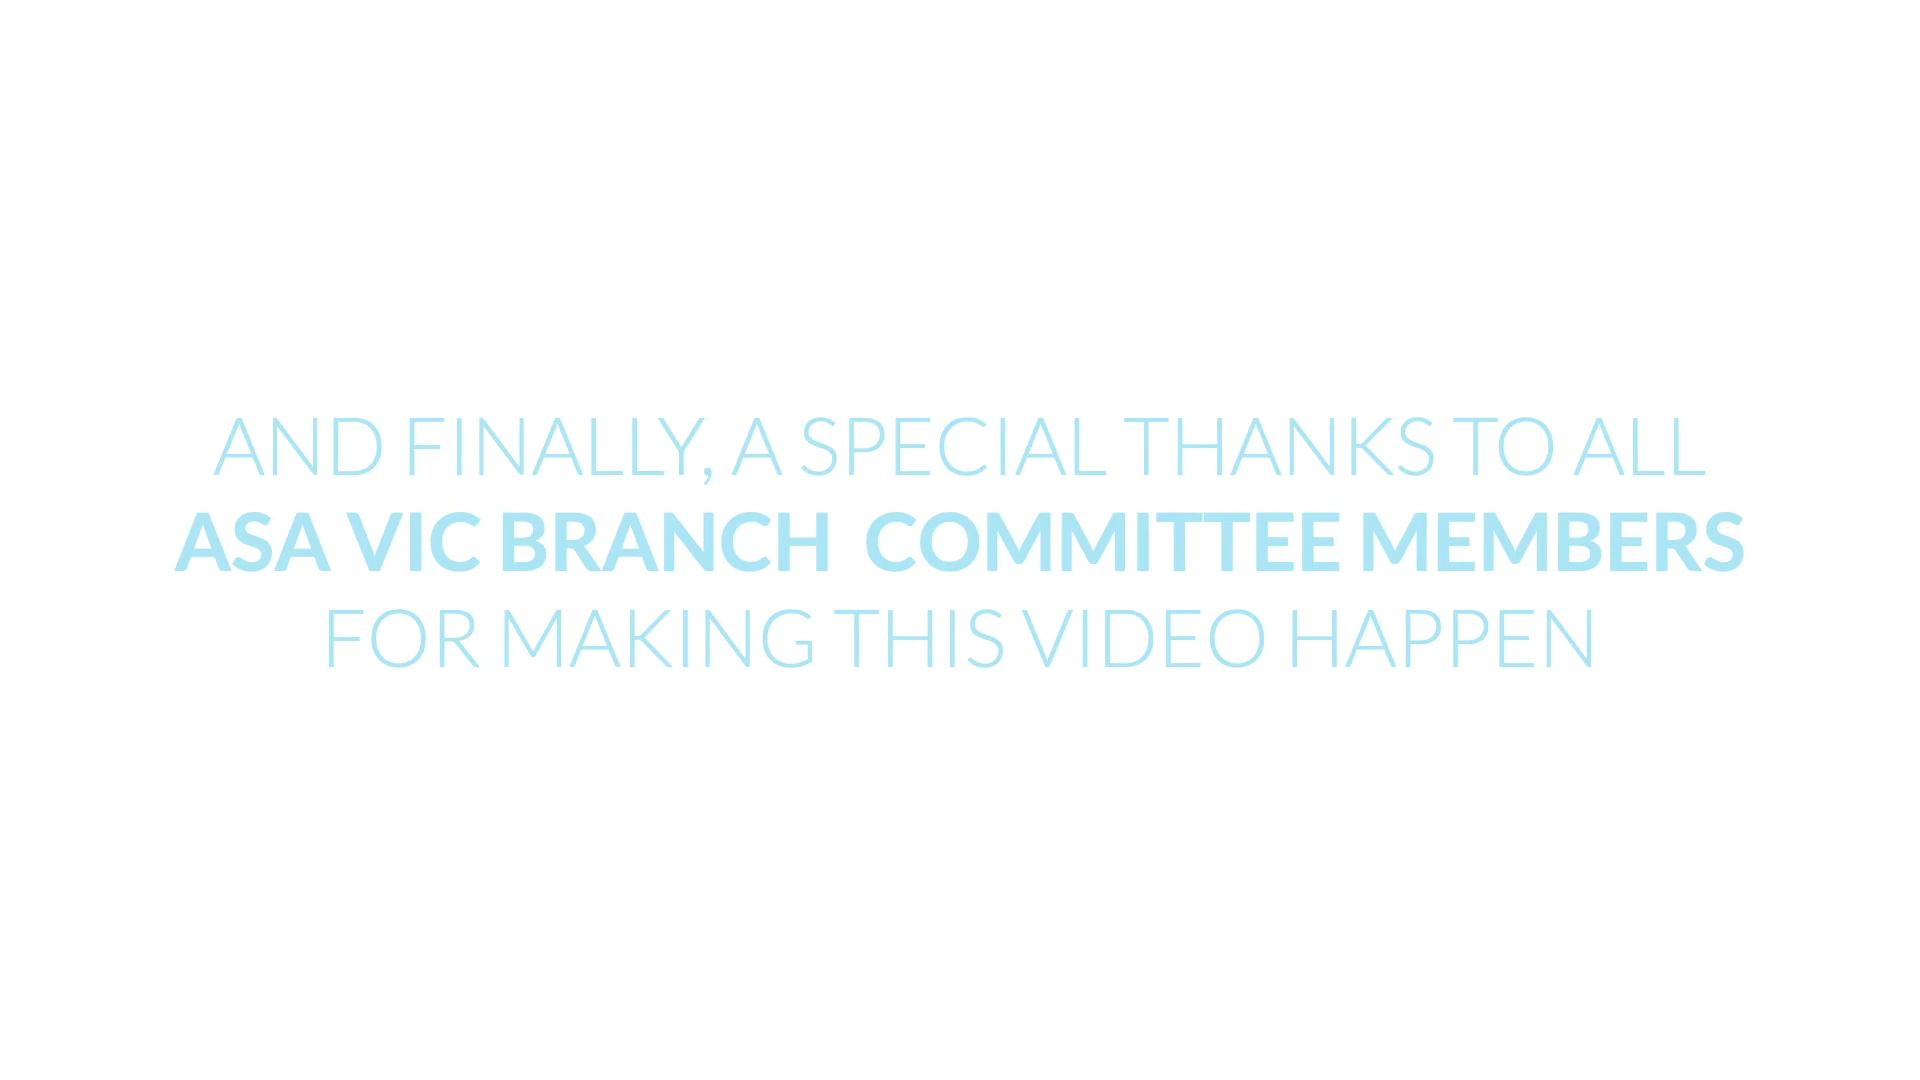 AND FINALLY, A SPECIAL THANKS TO ALL
ASA VIC BRANCH  COMMITTEE MEMBERS
FOR MAKING THIS VIDEO HAPPEN